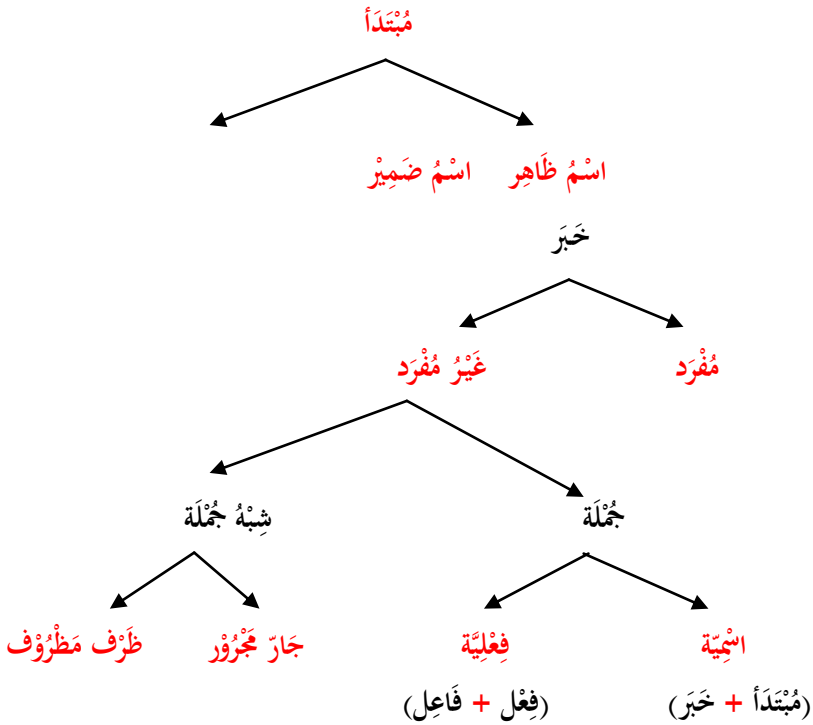 مُبْتَدَأ
اسْمُ ظَاهِر اسْمُ ضَمِيْر
خَبَر
مُفْرَد غَيْرُ مُفْرَد
جُمْلَة شِبْهُ جُمْلَة
اسْمِيّة فِعْلِيَّة جَارّ مَجْرُوْر ظَرْف مَظْرُوْف
(مُبْتَدَأ + خَبَر) (فِعْل + فَاعِل)